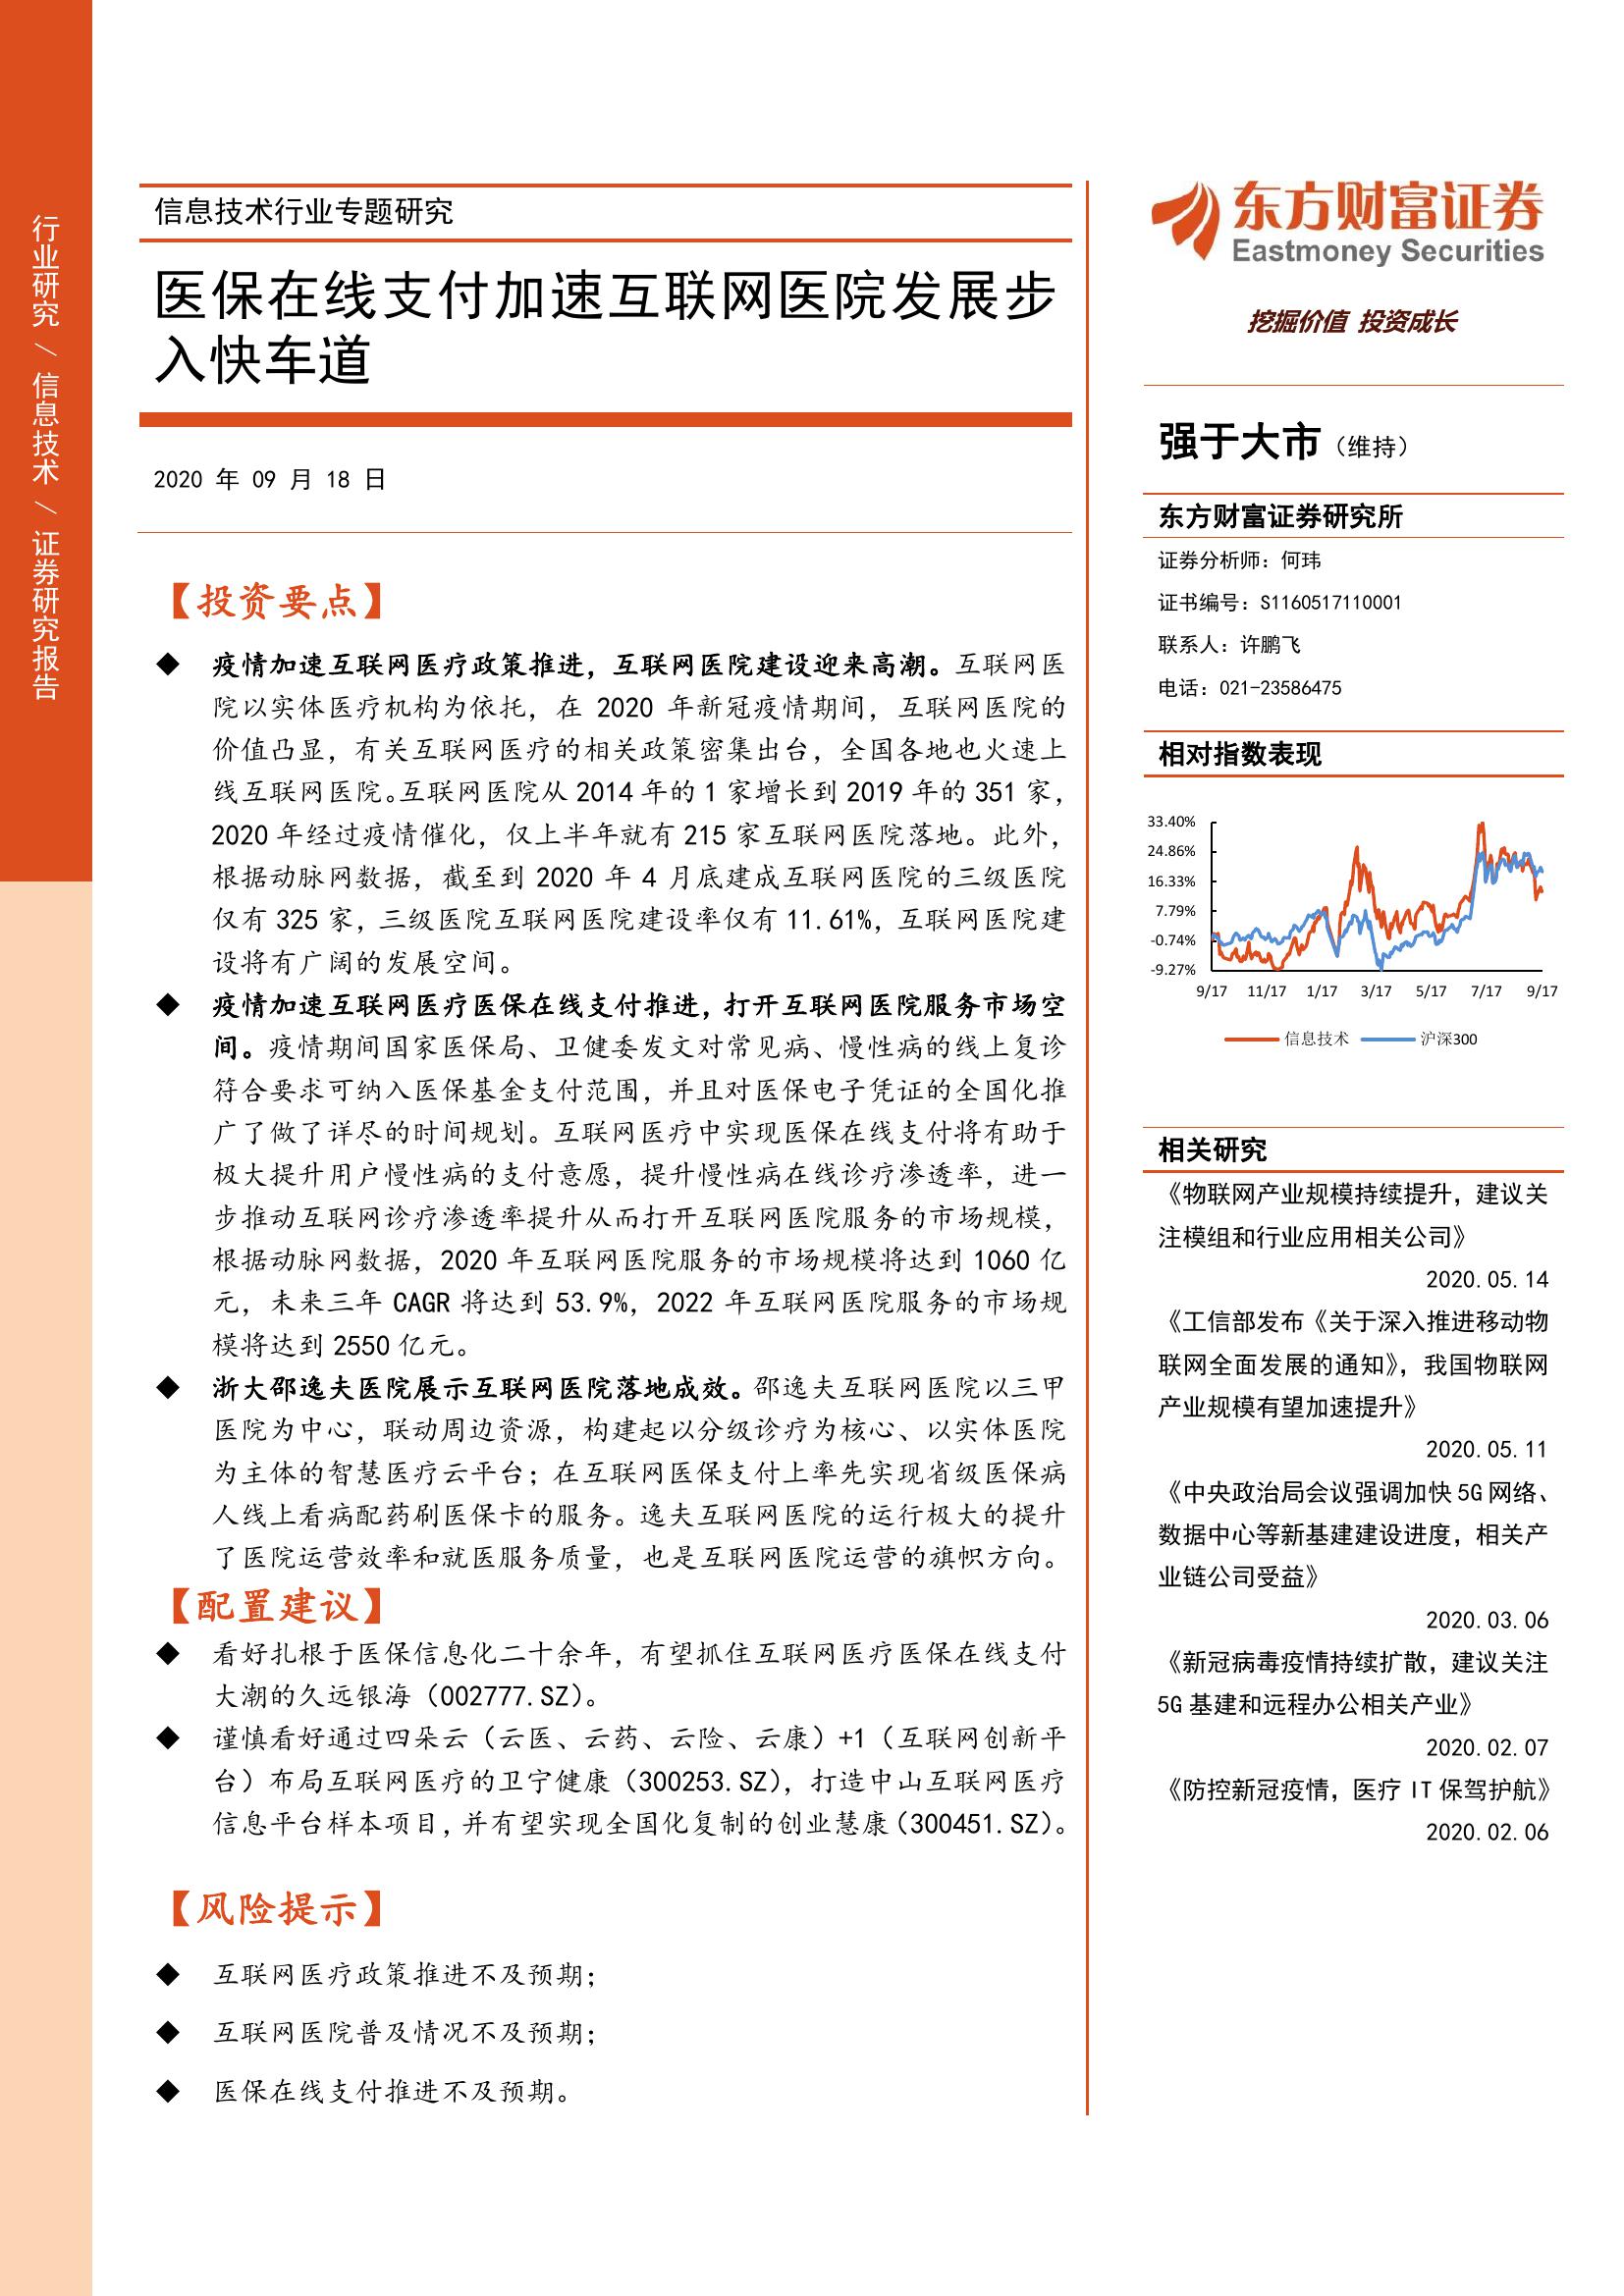 行业研究 / 信息技术 / 证券研究报告
信息技术行业专题研究
医保在线支付加速互联网医院发展步
入快车道
2020 年 09 月 18 日
【投资要点】
◆ 疫情加速互联网医疗政策推进，互联网医院建设迎来高潮。互联网医
院以实体医疗机构为依托，在 2020 年新冠疫情期间，互联网医院的
价值凸显，有关互联网医疗的相关政策密集出台，全国各地也火速上
线互联网医院。互联网医院从 2014 年的 1 家增长到 2019 年的 351 家，
2020 年经过疫情催化，仅上半年就有 215 家互联网医院落地。此外，
根据动脉网数据，截至到 2020 年 4 月底建成互联网医院的三级医院
仅有 325 家，三级医院互联网医院建设率仅有 11.61%，互联网医院建
设将有广阔的发展空间。
◆ 疫情加速互联网医疗医保在线支付推进，打开互联网医院服务市场空
间。疫情期间国家医保局、卫健委发文对常见病、慢性病的线上复诊
符合要求可纳入医保基金支付范围，并且对医保电子凭证的全国化推
广了做了详尽的时间规划。互联网医疗中实现医保在线支付将有助于
极大提升用户慢性病的支付意愿，提升慢性病在线诊疗渗透率，进一
步推动互联网诊疗渗透率提升从而打开互联网医院服务的市场规模，
根据动脉网数据，2020 年互联网医院服务的市场规模将达到 1060 亿
元，未来三年 CAGR 将达到 53.9%，2022 年互联网医院服务的市场规
模将达到 2550 亿元。
◆ 浙大邵逸夫医院展示互联网医院落地成效。邵逸夫互联网医院以三甲
医院为中心，联动周边资源，构建起以分级诊疗为核心、以实体医院
为主体的智慧医疗云平台；在互联网医保支付上率先实现省级医保病
人线上看病配药刷医保卡的服务。逸夫互联网医院的运行极大的提升
了医院运营效率和就医服务质量，也是互联网医院运营的旗帜方向。
【配置建议】
◆ 看好扎根于医保信息化二十余年，有望抓住互联网医疗医保在线支付
大潮的久远银海（002777.SZ）。
◆ 谨慎看好通过四朵云（云医、云药、云险、云康）+1（互联网创新平
台）布局互联网医疗的卫宁健康（300253.SZ），打造中山互联网医疗
信息平台样本项目，并有望实现全国化复制的创业慧康（300451.SZ）。
【风险提示】
◆ 互联网医疗政策推进不及预期；
◆ 互联网医院普及情况不及预期；
◆ 医保在线支付推进不及预期。
东方财富证券
Eastmoney Securities
挖掘价值 投资成长
强于大市（维持）
东方财富证券研究所
证券分析师：何玮
证书编号：S1160517110001
联系人：许鹏飞
电话：021-23586475
相对指数表现
33.40%
24.86%
16.33%
7.79%
-0.74%
-9.27%
9/17 11/17 1/17 3/17 5/17 7/17 9/17
信息技术 沪深300
相关研究
《物联网产业规模持续提升，建议关
注模组和行业应用相关公司》
2020.05.14
《工信部发布《关于深入推进移动物
联网全面发展的通知》，我国物联网
产业规模有望加速提升》
2020.05.11
《中央政治局会议强调加快 5G 网络、
数据中心等新基建建设进度，相关产
业链公司受益》
2020.03.06
《新冠病毒疫情持续扩散，建议关注
5G 基建和远程办公相关产业》
2020.02.07
《防控新冠疫情，医疗 IT 保驾护航》
2020.02.06